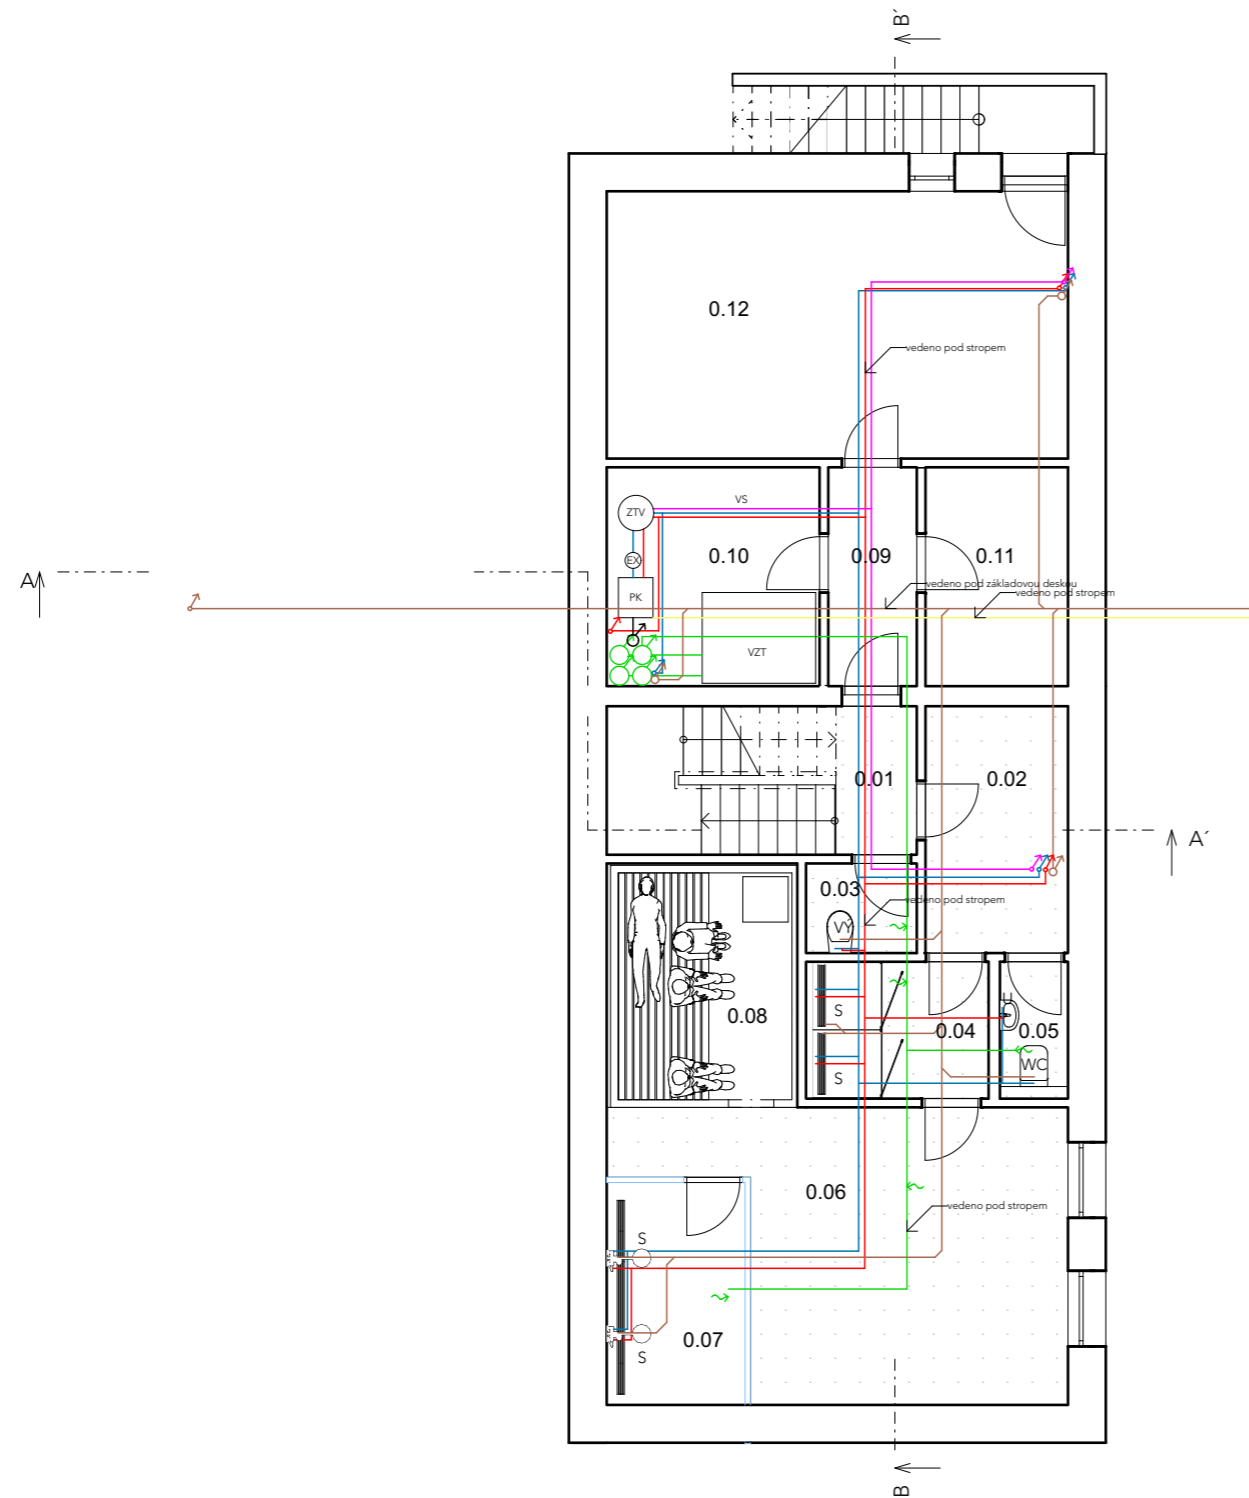 B´
0.12
vedeno pod stropem
VS
ZTV
EX
0.10
0.09
0.11
A
vedeno pod základovou deskou
PK
vedeno pod stropem
VZT
0.01
0.02
A´
0.03
vedeno pod stropem
VÝ
S
0.08
0.04
0.05
WC
S
0.06
vedeno pod stropem
S
0.07
S
B